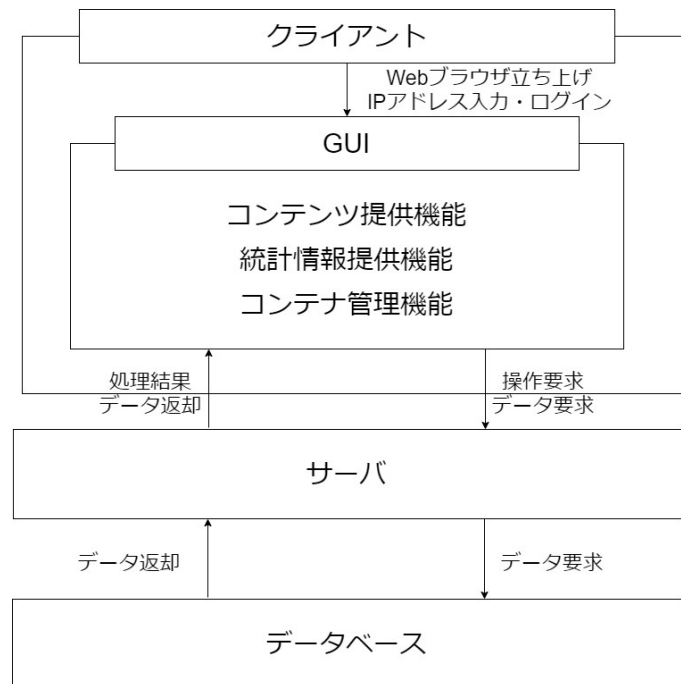 クライアント
Webブラウザ立ち上げ
IPアドレス入力・ログイン
GUI
コンテンツ提供機能
統計情報提供機能
コンテナ管理機能
処理結果
データ返却
操作要求
データ要求
サーバ
データ返却
データ要求
データベース